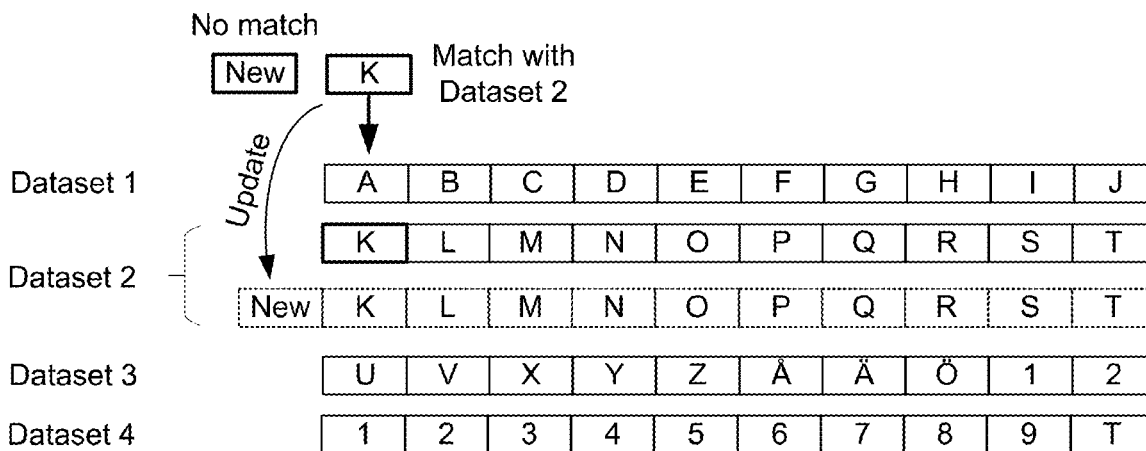 No match
New K Match with
Dataset 2
Update
Dataset 1 A B C D E F G H I J
K L M N O P Q R S T
Dataset 2
New K L M N O P Q R S T
Dataset 3 U V X Y Z Å Ä Ö 1 2
Dataset 4 1 2 3 4 5 6 7 8 9 T